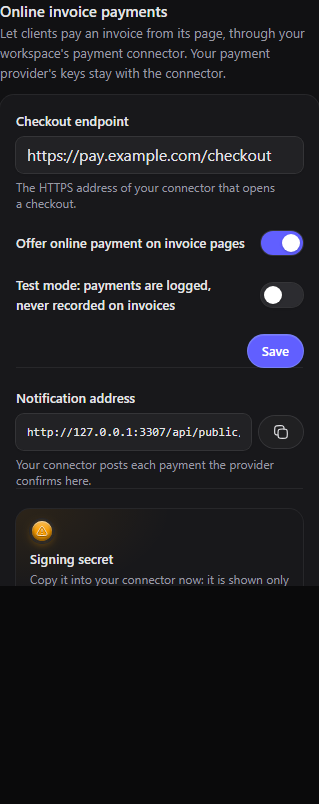 Online invoice payments
Let clients pay an invoice from its page, through your
workspace's payment connector. Your payment
provider's keys stay with the connector.
Checkout endpoint
https://pay.example.com/checkout
The HTTPS address of your connector that opens
a checkout.
Offer online payment on invoice pages
Test mode: payments are logged,
never recorded on invoices
Save
Notification address
http://127.0.0.1:3307/api/public
Your connector posts each payment the provider
confirms here.
Signing secret
Copy it into your connector now: it is shown only